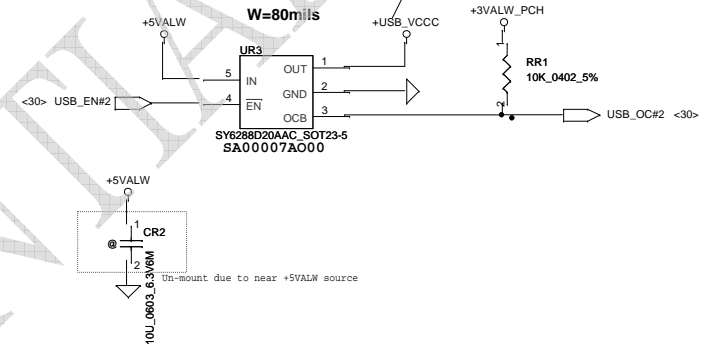 W=80mils
+5VALW
+USB_VCCC
+3VALW_PCH
UR3
5 IN
OUT 1
GND 2
<30> USB_EN#2
4 EN
OCB 3
1
RR1
10K_0402_5%
2
USB_OC#2 <30>
SY6288D20AAC_SOT23-5
SA00007AO00
+5VALW
1
CR2
@
2
10U_0603_6.3V6M
Un-mount due to near +5VALW source